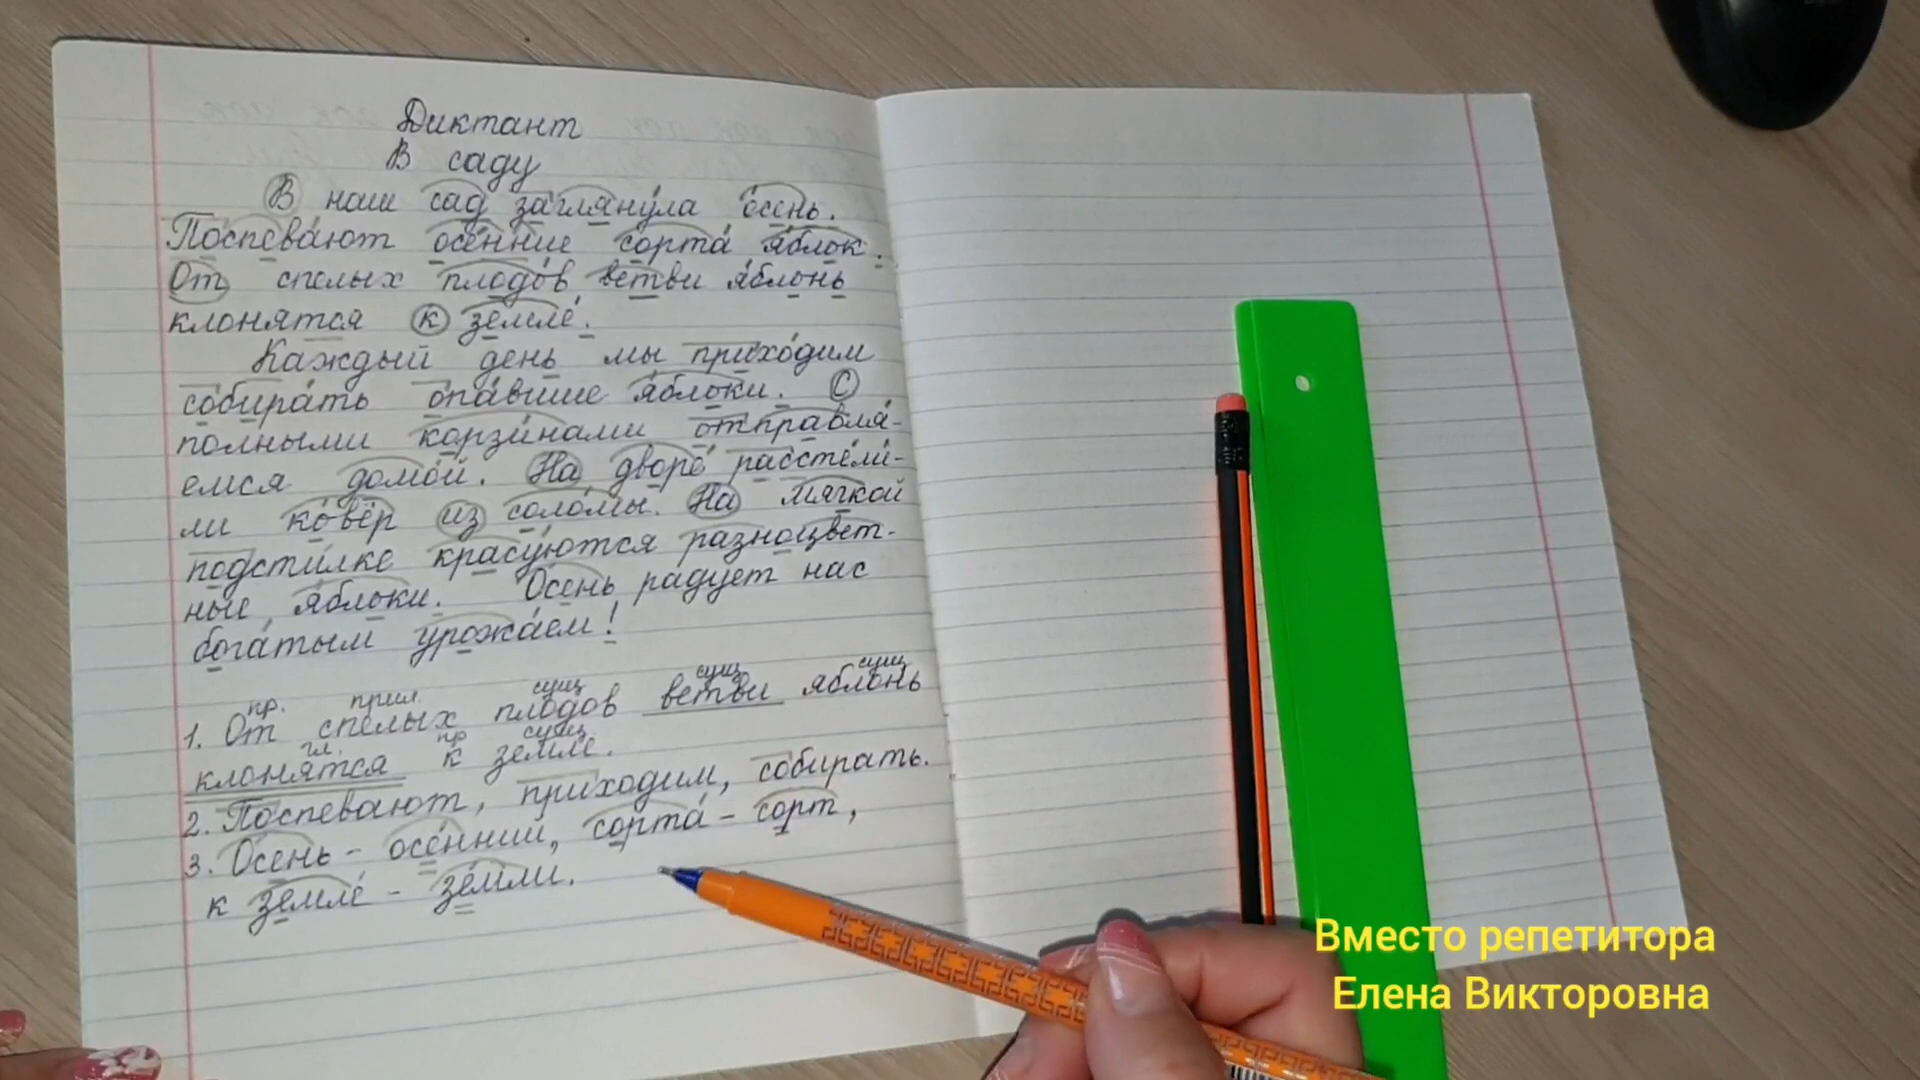 Диктант
В саду
В наш сад заглянула осень.
Поспевают осенние сорта яблок.
От спелых плодов ветви яблонь
клонятся к земле.
Каждый день мы приходим
собирать опавшие яблоки. С
полными корзинами отправля-
емся домой. На дворе расстели-
ли ковёр из соломы. На мягкой
подстилке красуются разноцвет-
ные яблоки. Осень радует нас
богатым урожаем!
пр. прил. сущ сущ сущ
1. От спелых плодов ветви яблонь
гл. пр сущ.
клонятся к земле.
2. Поспевают, приходим, собирать.
3. Осень - осенний, сорта - сорт,
к земле - земли.
Вместо репетитора
Елена Викторовна